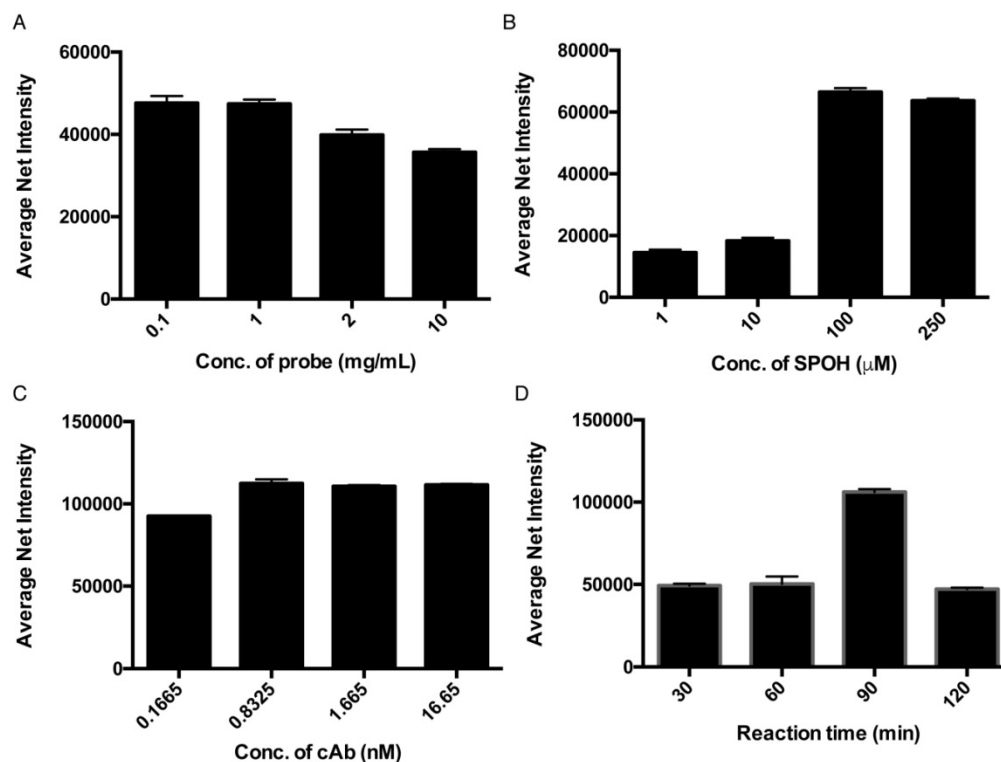 A
Average Net Intensity
60000
40000
20000
0
0.1
1
2
10
Conc. of probe (mg/mL)
B
Average Net Intensity
80000
60000
40000
20000
0
1
10
100
250
Conc. of SPOH (μM)
C
Average Net Intensity
150000
100000
50000
0
0.1665
0.8325
1.665
16.65
Conc. of cAb (nM)
D
Average Net Intensity
150000
100000
50000
0
30
60
90
120
Reaction time (min)